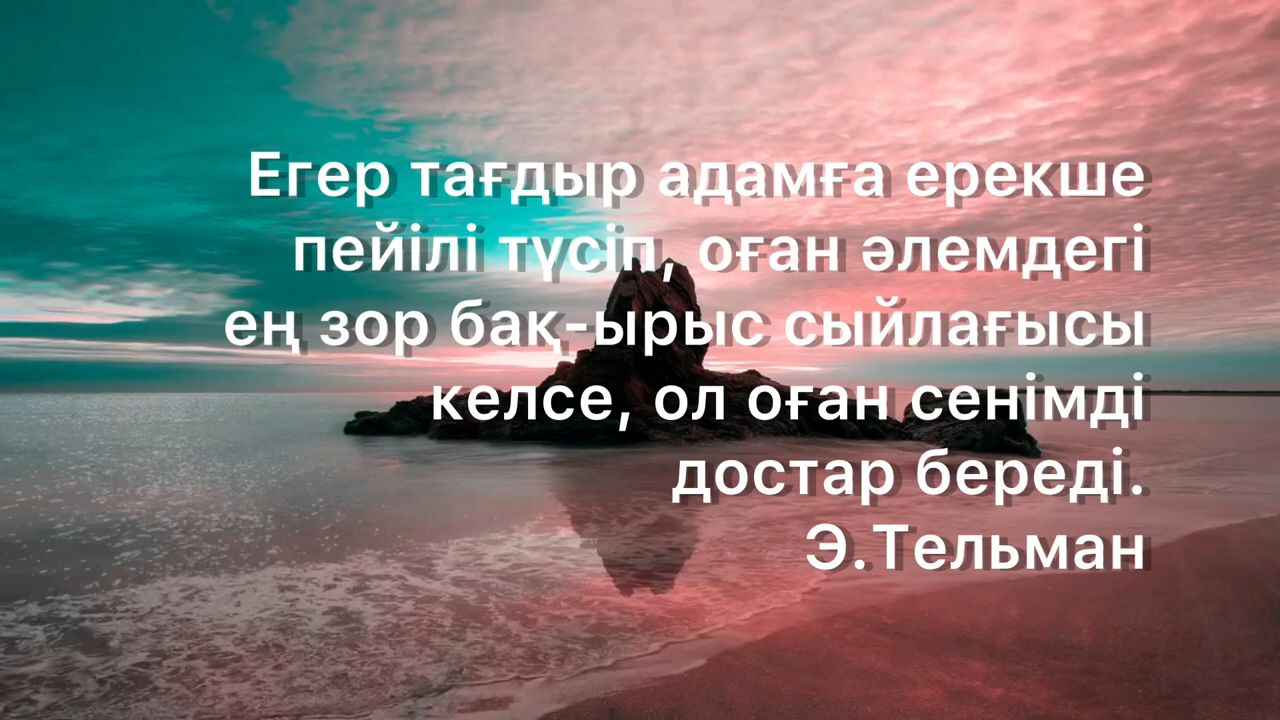 Егер тағдыр адамға ерекше
пейілі түсіп, оған әлемдегі
ең зор бақ-ырыс сыйлағысы
келсе, ол оған сенімді
достар береді.
Э.Тельман